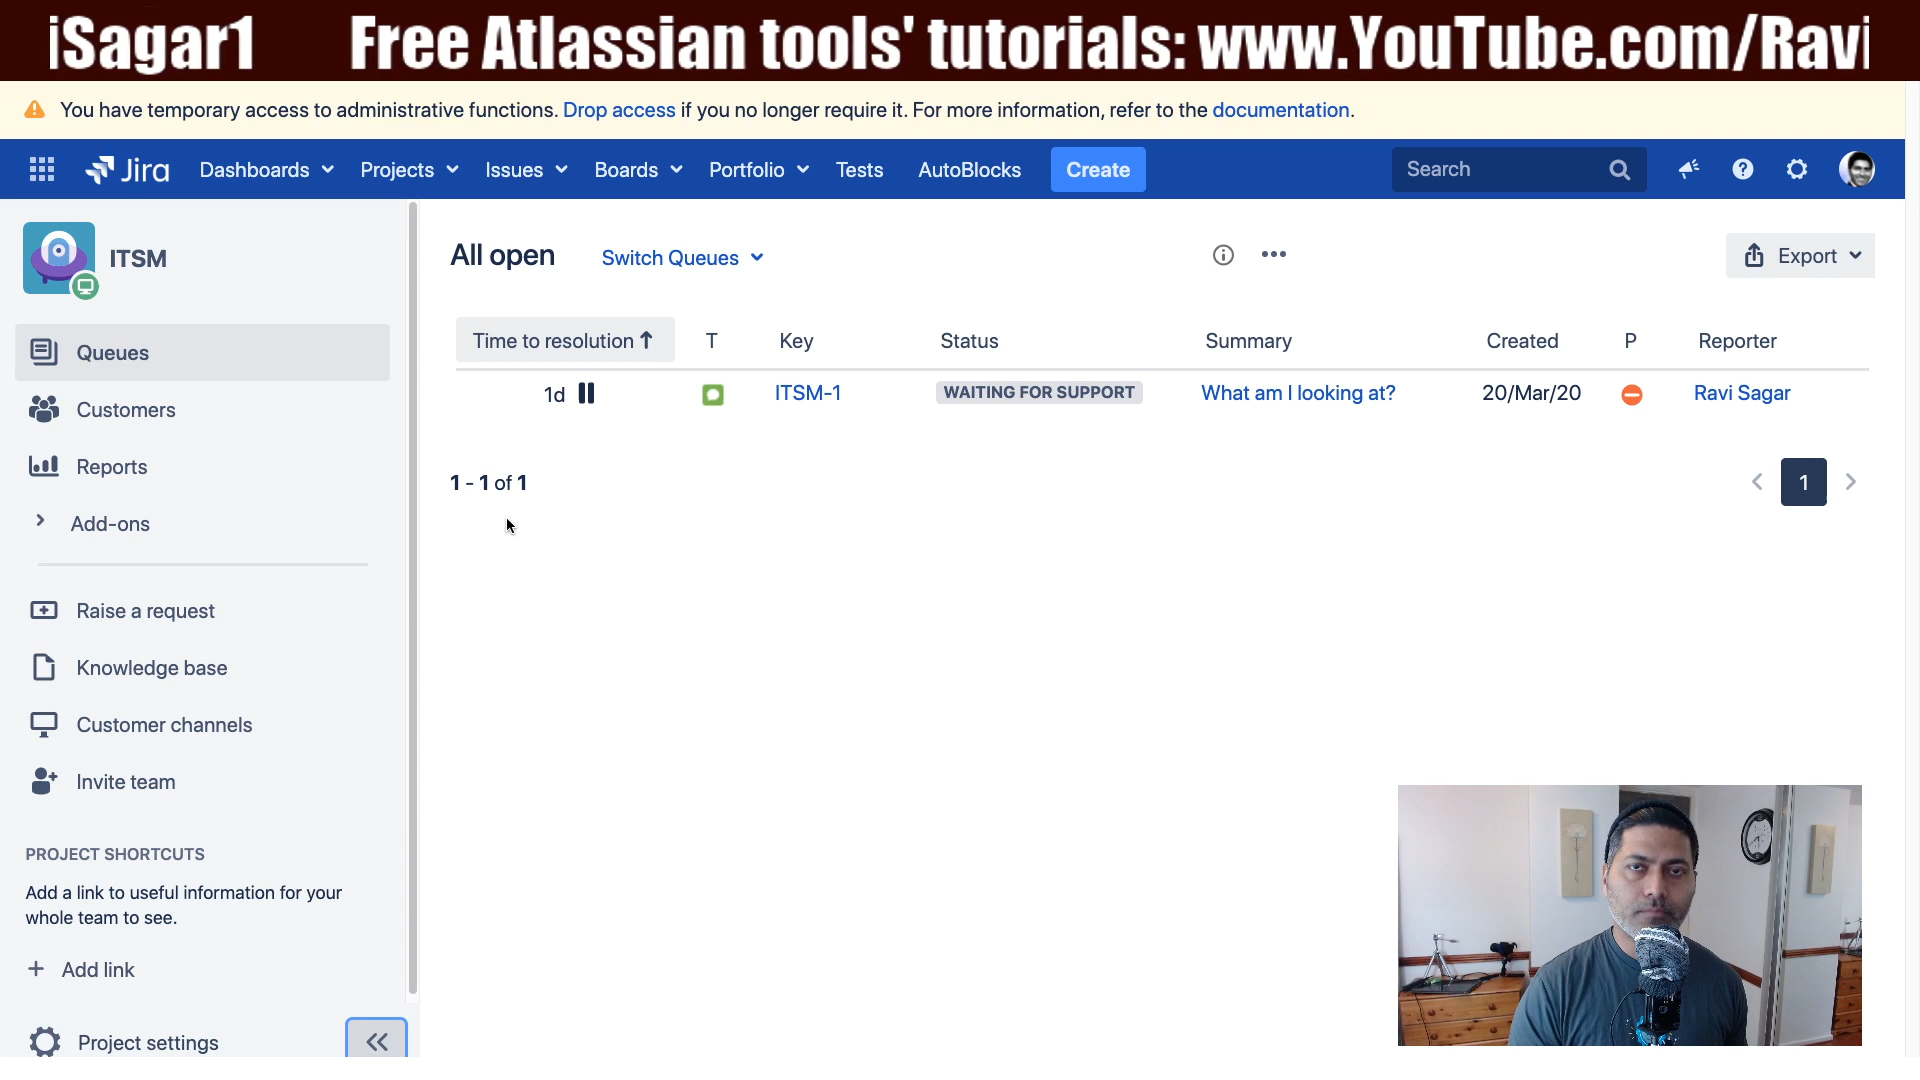 iSagar1 Free Atlassian tools' tutorials: www.YouTube.com/Ravi
You have temporary access to administrative functions. Drop access if you no longer require it. For more information, refer to the documentation.
Jira Dashboards Projects Issues Boards Portfolio Tests AutoBlocks Create Search
ITSM
Queues
Customers
Reports
Add-ons
Raise a request
Knowledge base
Customer channels
Invite team
PROJECT SHORTCUTS
Add a link to useful information for your
whole team to see.
+ Add link
Project settings
All open Switch Queues Export
Time to resolution ↑ T Key Status Summary Created P Reporter
1d ITSM-1 WAITING FOR SUPPORT What am I looking at? 20/Mar/20 Ravi Sagar
1 - 1 of 1 1